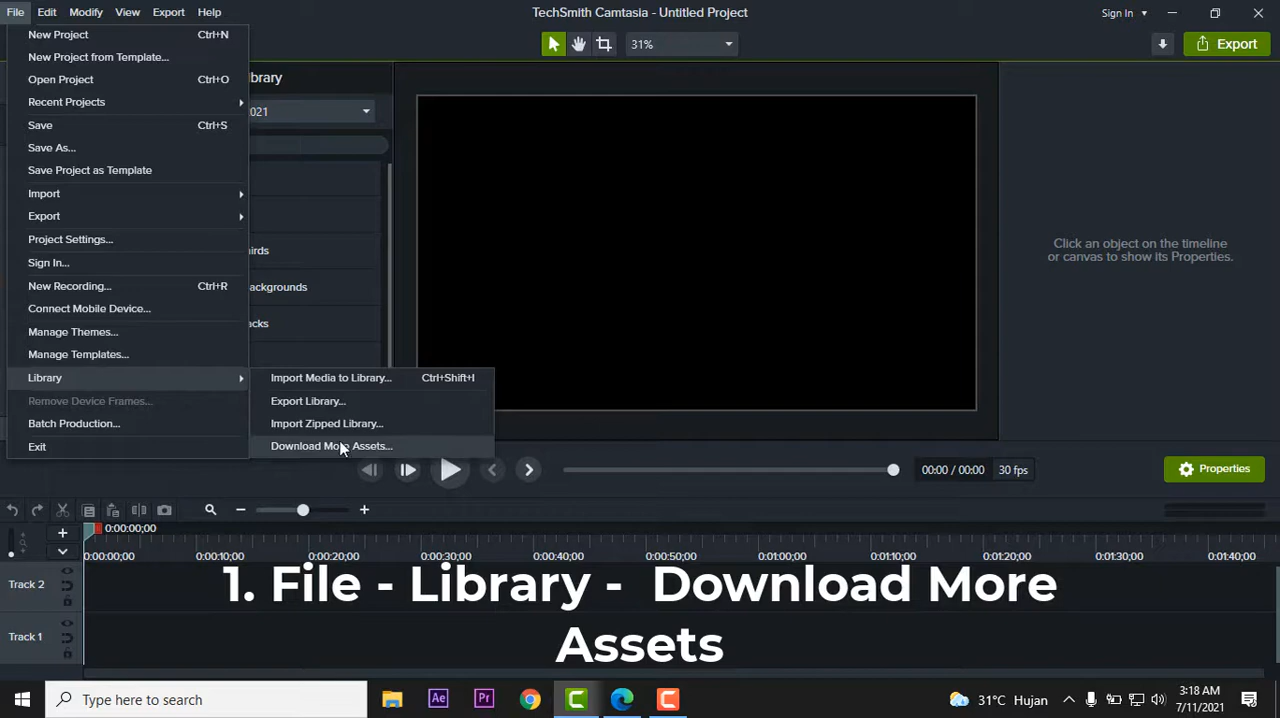 File Edit Modify View Export Help
TechSmith Camtasia - Untitled Project
Sign In
31%
Export
New Project Ctrl+N
New Project from Template...
Open Project Ctrl+O
Recent Projects
Save Ctrl+S
Save As...
Save Project as Template
Import
Export
Project Settings...
Sign In...
New Recording... Ctrl+R
Connect Mobile Device...
Manage Themes...
Manage Templates...
Library
Remove Device Frames...
Batch Production...
Exit
ibrary
021
hirds
ackgrounds
acks
Import Media to Library... Ctrl+Shift+I
Export Library...
Import Zipped Library...
Download More Assets...
Click an object on the timeline
or canvas to show its Properties.
00:00 / 00:00 30 fps
Properties
0:00:00;00
0:00:00;00 0:00:10;00 0:00:20;00 0:00:30;00 0:00:40;00 0:00:50;00 0:01:00;00 0:01:10;00 0:01:20;00 0:01:30;00 0:01:40;00
Track 2
Track 1
1. File - Library - Download More
Assets
Type here to search
Ae
Pr
31°C Hujan
3:18 AM
7/11/2021